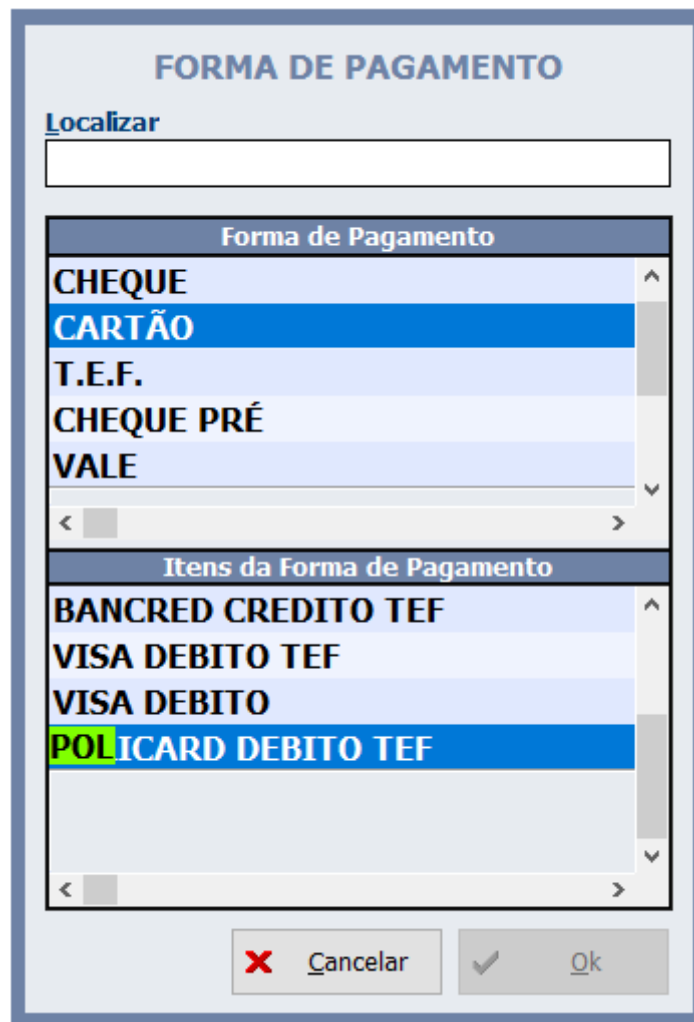 FORMA DE PAGAMENTO
Localizar
Forma de Pagamento
CHEQUE
CARTÃO
T.E.F.
CHEQUE PRÉ
VALE
Itens da Forma de Pagamento
BANCRED CREDITO TEF
VISA DEBITO TEF
VISA DEBITO
POLICARD DEBITO TEF
Cancelar
Ok